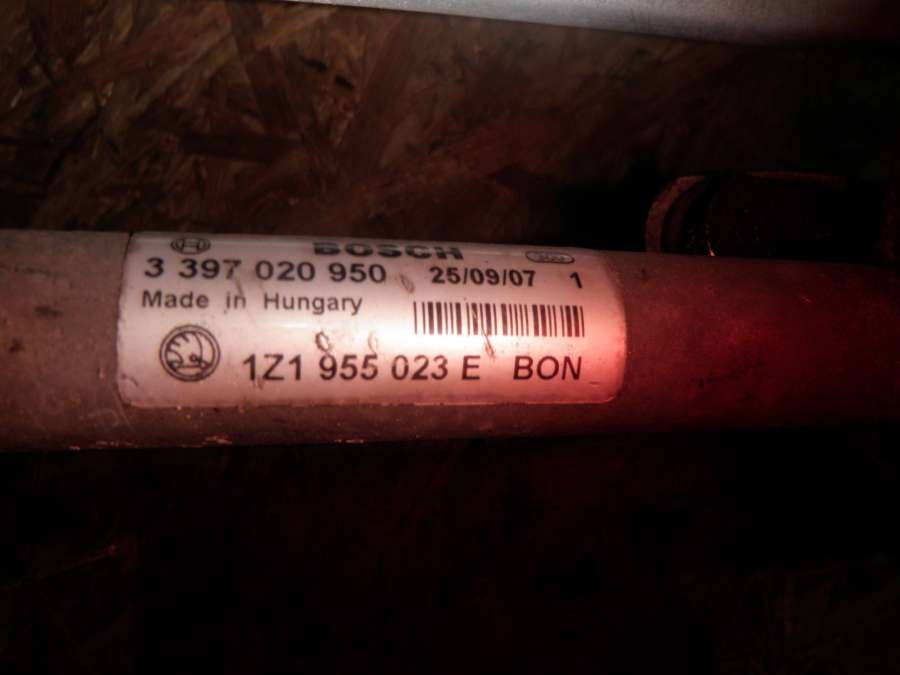 BOSCH
3 397 020 950 25/09/07 1
Made in Hungary
1Z1 955 023 E BON